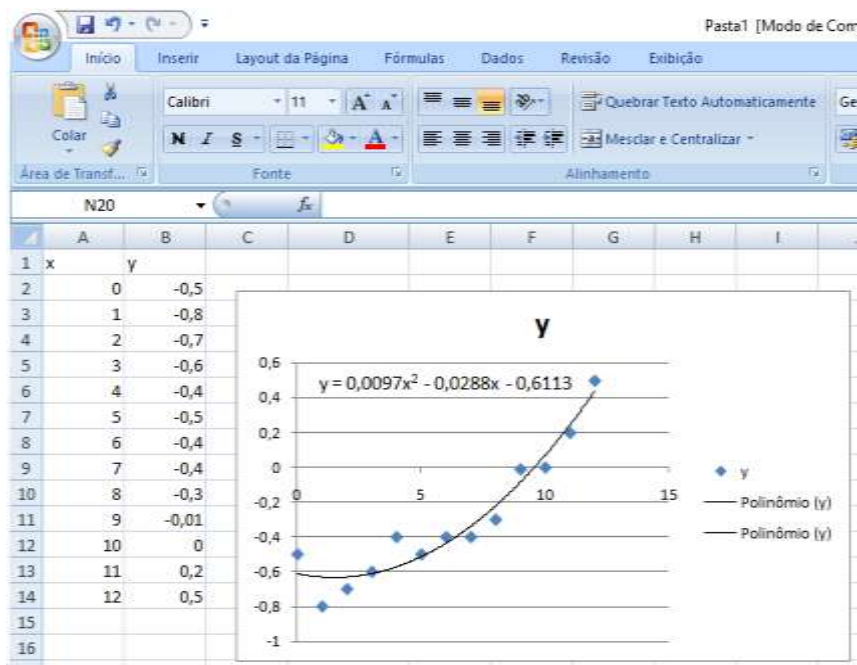 Pasta1 [Modo de Com
Início Inserir Layout da Página Fórmulas Dados Revisão Exibição
Colar
Calibri 11 A A
Quebrar Texto Automaticamente Ge
N I S A
Mesclar e Centralizar
Área de Transf... Fonte Alinhamento
N20 fx
A B C D E F G H I
1 x y
2 0 -0,5
3 1 -0,8
4 2 -0,7
5 3 -0,6
6 4 -0,4
7 5 -0,5
8 6 -0,4
9 7 -0,4
10 8 -0,3
11 9 -0,01
12 10 0
13 11 0,2
14 12 0,5
15
16
y
y = 0,0097x² - 0,0288x - 0,6113
0,6
0,4
0,2
0
-0,2
-0,4
-0,6
-0,8
-1
0 5 10 15
y
Polinômio (y)
Polinômio (y)